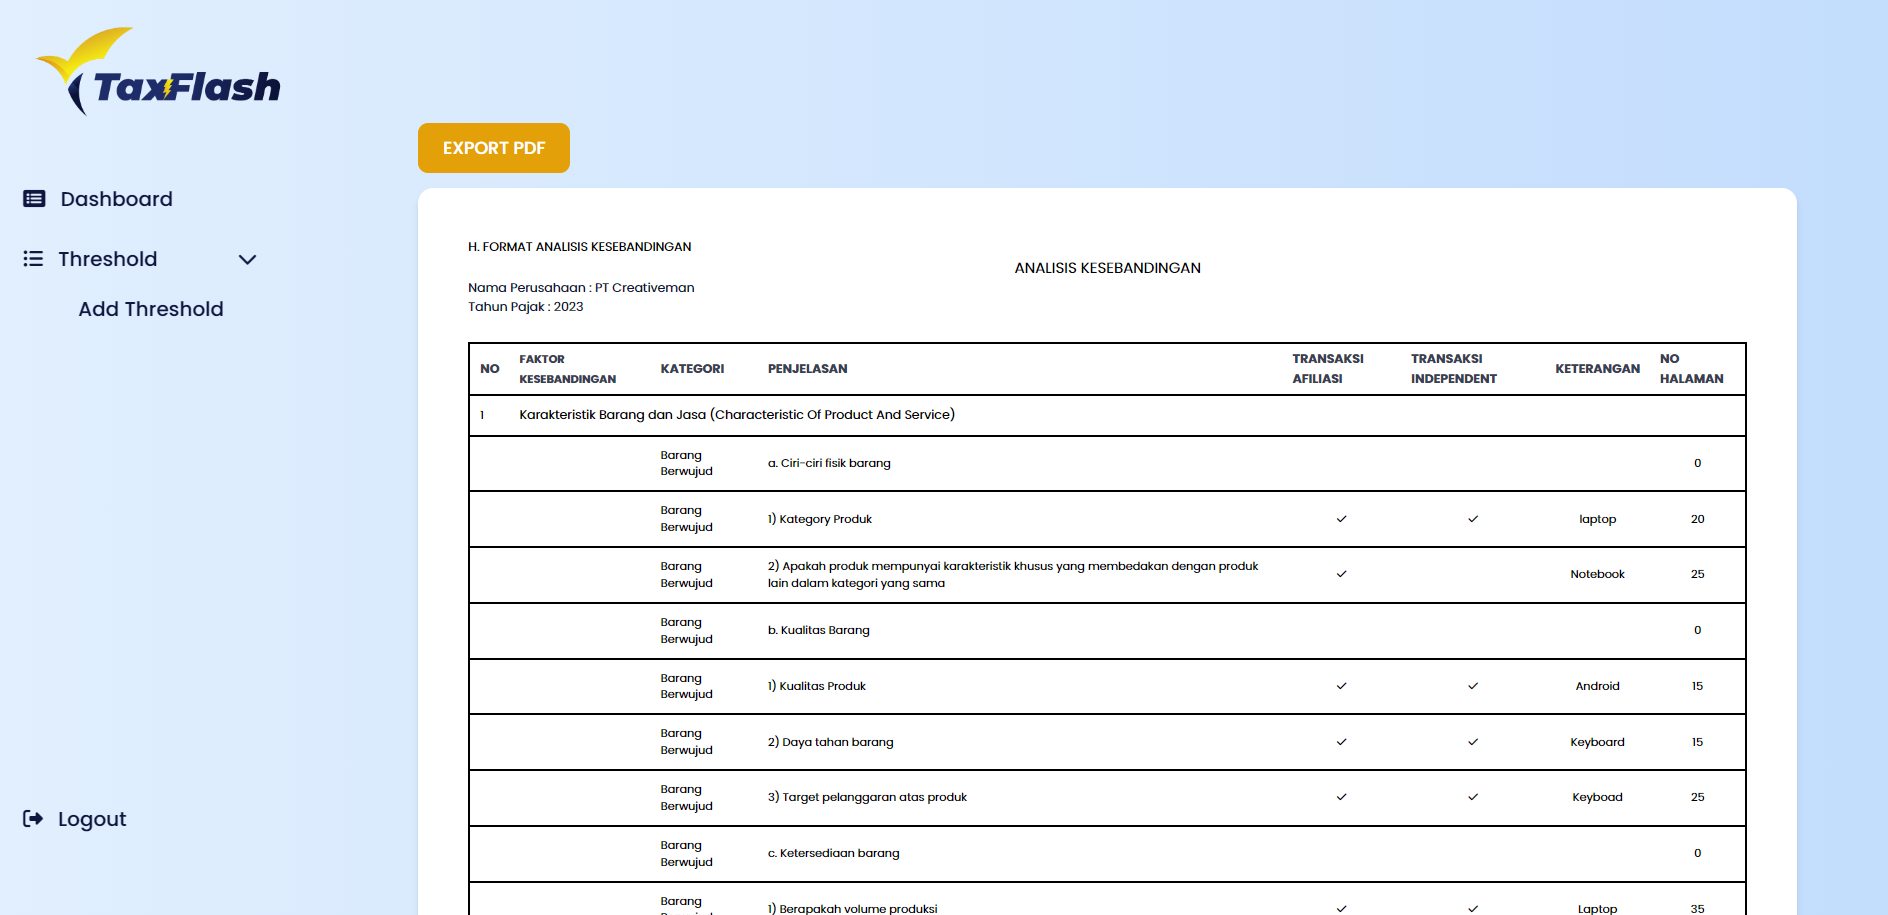 TaxFlash
EXPORT PDF
Dashboard
Threshold
Add Threshold
Logout
H. FORMAT ANALISIS KESEBANDINGAN
ANALISIS KESEBANDINGAN
Nama Perusahaan : PT Creativeman
Tahun Pajak : 2023
NO FAKTOR KESEBANDINGAN KATEGORI PENJELASAN TRANSAKSI AFILIASI TRANSAKSI INDEPENDENT KETERANGAN NO HALAMAN
1 Karakteristik Barang dan Jasa (Characteristic Of Product And Service)
Barang Berwujud a. Ciri-ciri fisik barang 0
Barang Berwujud 1) Kategory Produk ✓ ✓ laptop 20
Barang Berwujud 2) Apakah produk mempunyai karakteristik khusus yang membedakan dengan produk lain dalam kategori yang sama ✓ Notebook 25
Barang Berwujud b. Kualitas Barang 0
Barang Berwujud 1) Kualitas Produk ✓ ✓ Android 15
Barang Berwujud 2) Daya tahan barang ✓ ✓ Keyboard 15
Barang Berwujud 3) Target pelanggaran atas produk ✓ ✓ Keyboad 25
Barang Berwujud c. Ketersediaan barang 0
Barang 1) Berapakah volume produksi ✓ ✓ Laptop 35